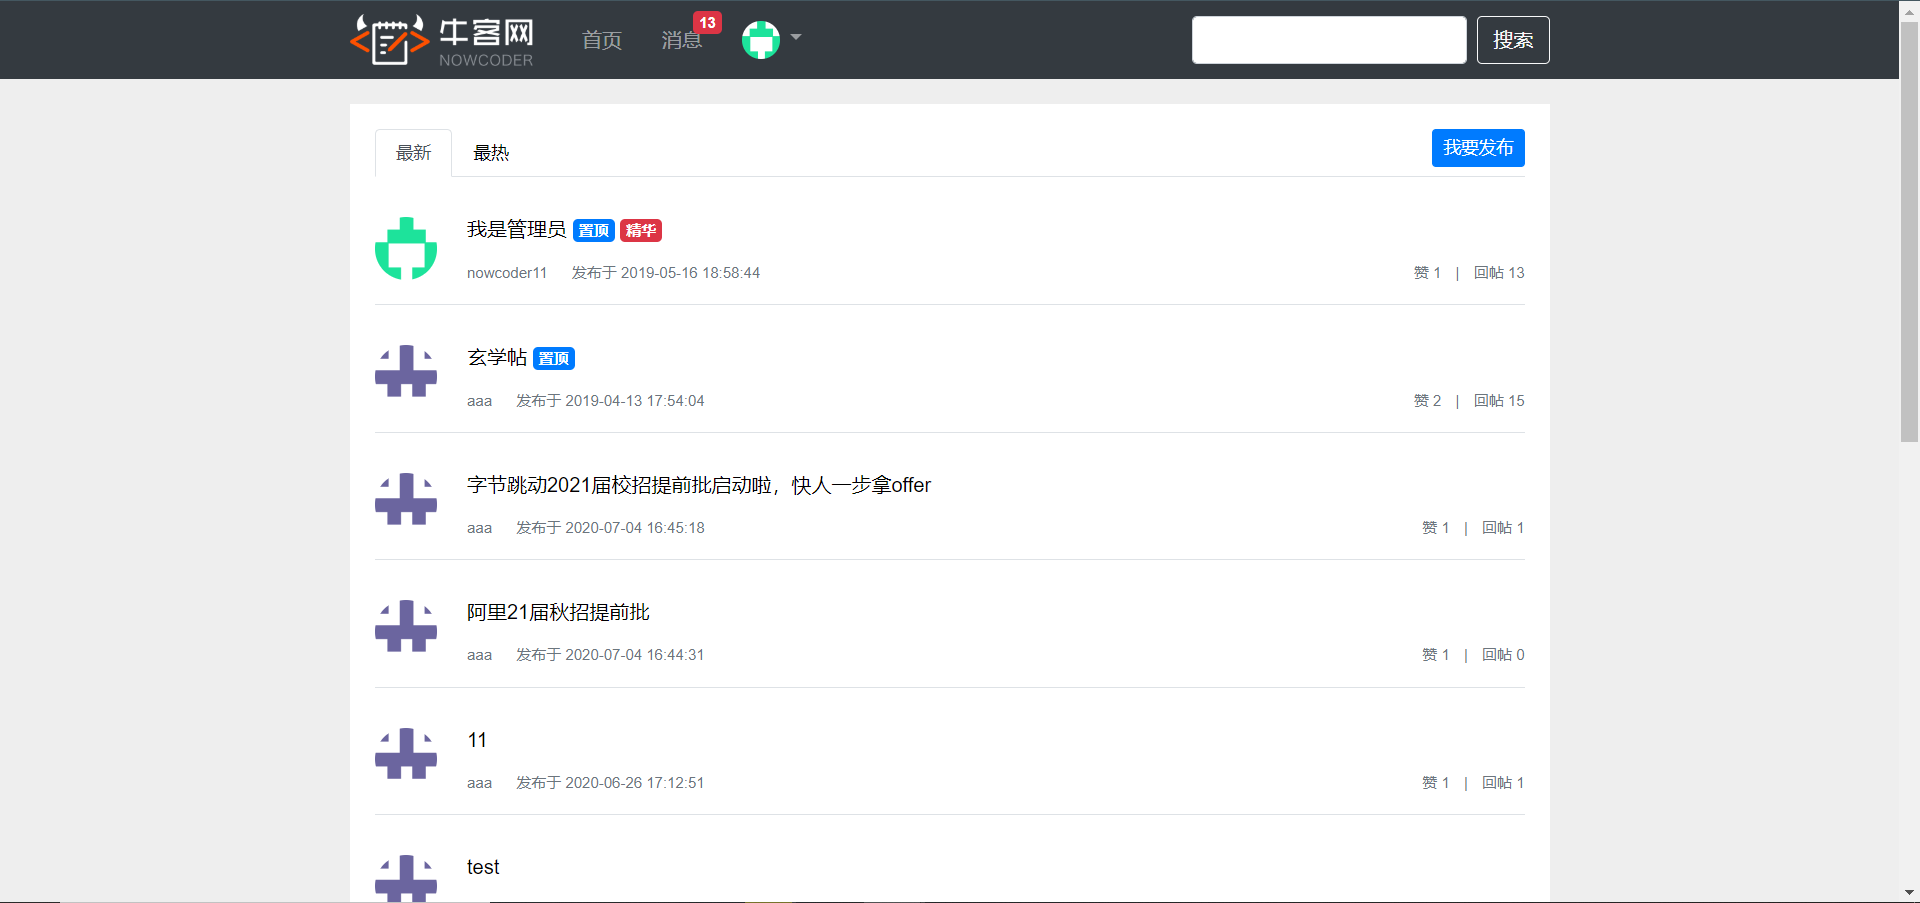 牛客网
NOWCODER
首页
消息 13
搜索
最新 最热
我要发布
我是管理员 置顶 精华
nowcoder11 发布于 2019-05-16 18:58:44 赞 1 | 回帖 13
玄学帖 置顶
aaa 发布于 2019-04-13 17:54:04 赞 2 | 回帖 15
字节跳动2021届校招提前批启动啦，快人一步拿offer
aaa 发布于 2020-07-04 16:45:18 赞 1 | 回帖 1
阿里21届秋招提前批
aaa 发布于 2020-07-04 16:44:31 赞 1 | 回帖 0
11
aaa 发布于 2020-06-26 17:12:51 赞 1 | 回帖 1
test